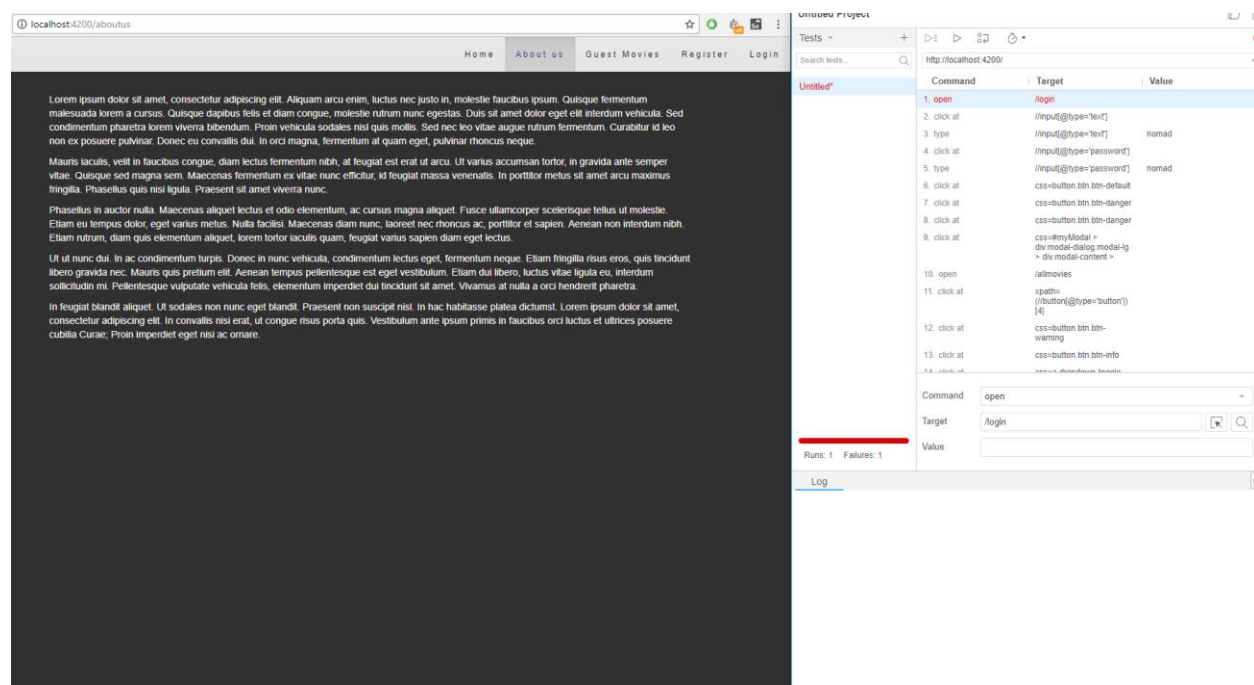 localhost:4200/aboutus
Home About us Guest Movies Register Login
Lorem ipsum dolor sit amet, consectetur adipiscing elit. Aliquam arcu enim, luctus nec justo in, molestie faucibus ipsum. Quisque fermentum
malesuada lorem a cursus. Quisque dapibus felis et diam congue, molestie rutrum nunc egestas. Duis sit amet dolor eget elit interdum vehicula. Sed
condimentum pharetra lorem viverra bibendum. Proin vehicula sodales nisl quis mollis. Sed nec leo vitae augue rutrum fermentum. Curabitur id leo
non ex posuere pulvinar. Donec eu convallis dui. In orci magna, fermentum at quam eget, pulvinar rhoncus neque.
Mauris iaculis, velit in faucibus congue, diam lectus fermentum nibh, at feugiat est erat ut arcu. Ut varius accumsan tortor, in gravida ante semper
vitae. Quisque sed magna sem. Maecenas fermentum ex vitae nunc efficitur, id feugiat massa venenatis. In porttitor metus sit amet arcu maximus
fringilla. Phasellus quis nisi ligula. Praesent sit amet viverra nunc.
Phasellus in auctor nulla. Maecenas aliquet lectus et odio elementum, ac cursus magna aliquet. Fusce ullamcorper scelerisque tellus ut molestie.
Etiam eu tempus dolor, eget varius metus. Nulla facilisi. Maecenas diam nunc, laoreet nec rhoncus ac, porttitor et sapien. Aenean non interdum nibh.
Etiam rutrum, diam quis elementum aliquet, lorem tortor iaculis quam, feugiat varius sapien diam eget lectus.
Ut ut nunc dui. In ac condimentum turpis. Donec in nunc vehicula, condimentum lectus eget, fermentum neque. Etiam fringilla risus eros, quis tincidunt
libero gravida nec. Mauris quis pretium elit. Aenean tempus pellentesque est eget vestibulum. Etiam dui libero, luctus vitae ligula eu, interdum
sollicitudin mi. Pellentesque vulputate vehicula felis, elementum imperdiet dui tincidunt sit amet. Vivamus at nulla a orci hendrerit pharetra.
In feugiat blandit aliquet. Ut sodales non nunc eget blandit. Praesent non suscipit nisl. In hac habitasse platea dictumst. Lorem ipsum dolor sit amet,
consectetur adipiscing elit. In convallis nisi erat, ut congue risus porta quis. Vestibulum ante ipsum primis in faucibus orci luctus et ultrices posuere
cubilia Curae; Proin imperdiet eget nisi ac ornare.
Untitled Project
Tests
Search tests...
Untitled*
Runs: 1 Failures: 1
http://localhost:4200/
Command Target Value
1. open /login
2. click at //input[@type='text']
3. type //input[@type='text'] nomad
4. click at //input[@type='password']
5. type //input[@type='password'] nomad
6. click at css=button.btn.btn-default
7. click at css=button.btn.btn-danger
8. click at css=button.btn.btn-danger
9. click at css=#myModal >
div.modal-dialog.modal-lg
> div.modal-content >
10. open /allmovies
11. click at xpath=
(//button[@type='button'])
[4]
12. click at css=button.btn.btn-
warning
13. click at css=button.btn.btn-info
14. click at css=a.dropdown-toggle
Command open
Target /login
Value
Log